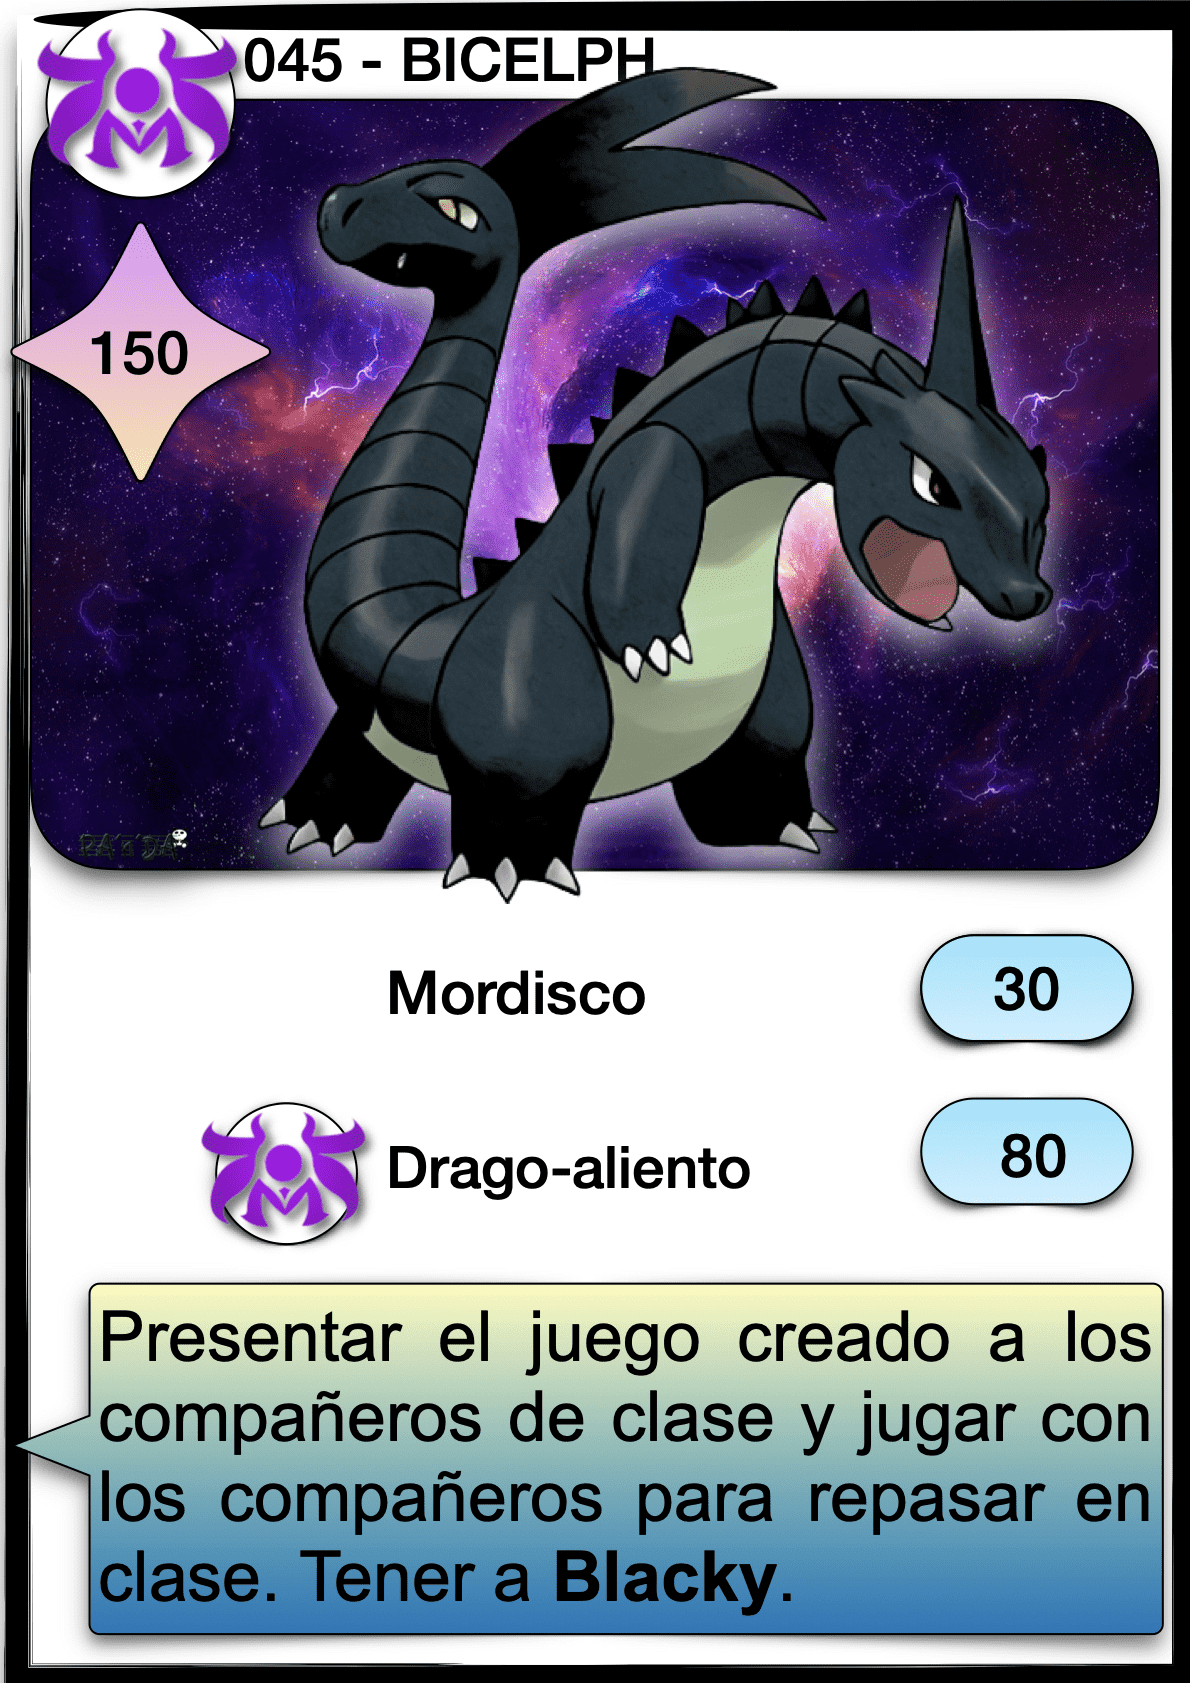 045 - BICELPH
150
Mordisco
30
Drago-aliento
80
Presentar el juego creado a los
compañeros de clase y jugar con
los compañeros para repasar en
clase. Tener a Blacky.